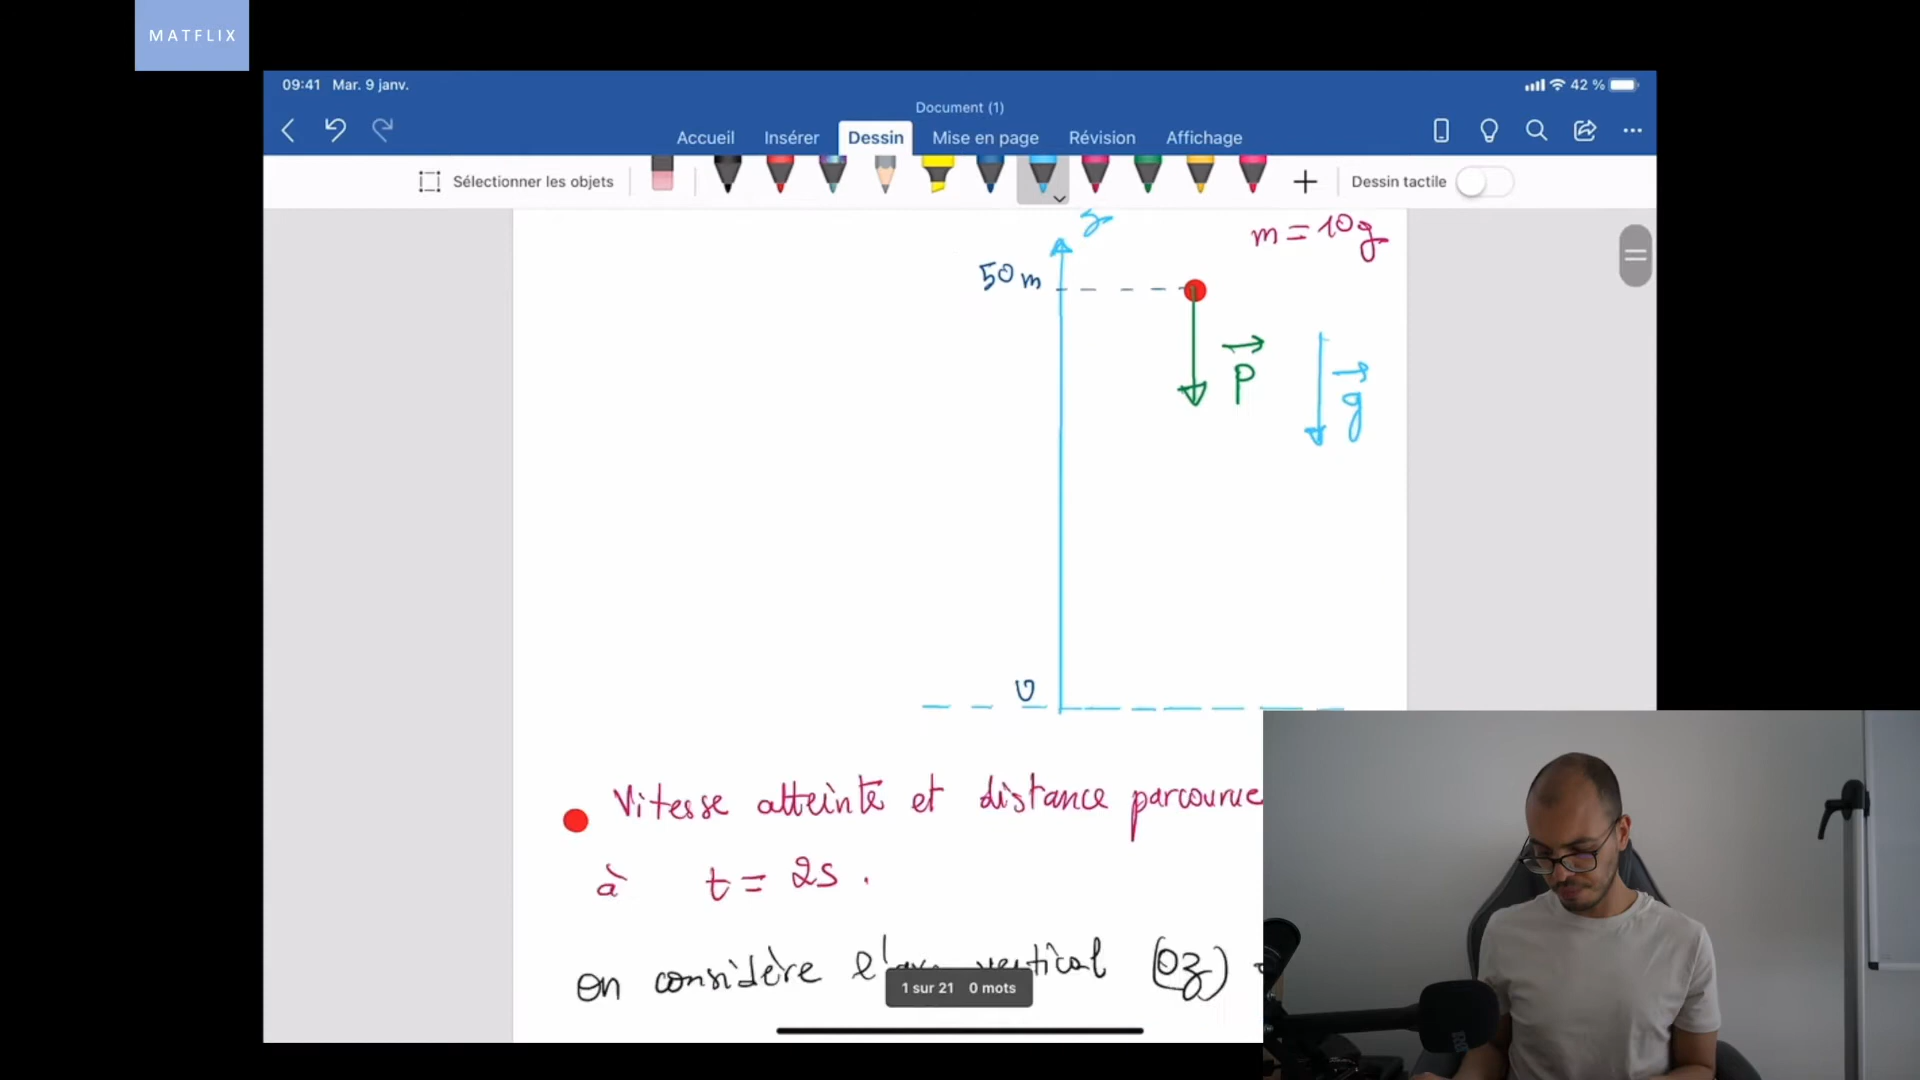 MATFLIX
09:41 Mar. 9 janv.
42 %
Document (1)
Accueil Insérer Dessin Mise en page Révision Affichage
Sélectionner les objets
Dessin tactile
z
m = 10g
50 m
P
g
0
Vitesse atteinte et distance parcourue
à t = 2s .
on considère l'axe vertical (Oz)
1 sur 21 0 mots